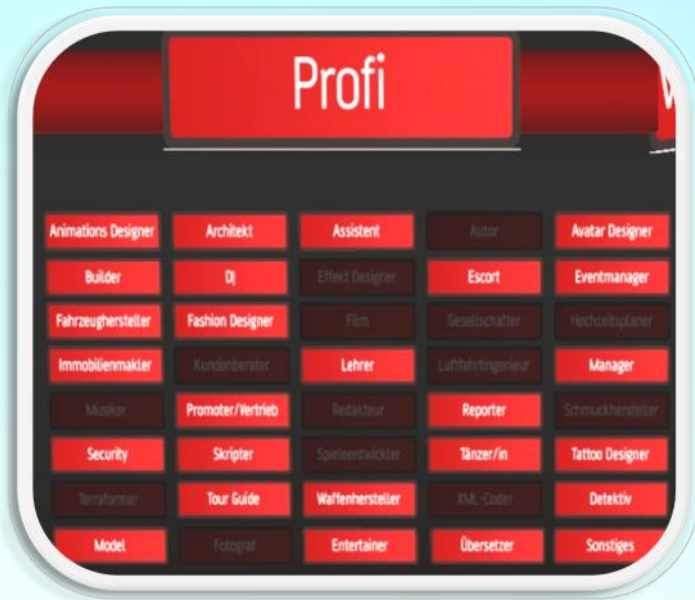 Profi
Animations Designer Architekt Assistent Autor Avatar Designer
Builder DJ Effekt Designer Escort Eventmanager
Fahrzeughersteller Fashion Designer Film Gesellschafter Hochzeitsplaner
Immobilienmakler Kundenberater Lehrer Luftfahrtingenieur Manager
Musiker Promoter/Vertrieb Redakteur Reporter Schmuckhersteller
Security Skripter Spieleentwickler Tänzer/in Tattoo Designer
Terraformer Tour Guide Waffenhersteller XML-Coder Detektiv
Model Fotograf Entertainer Übersetzer Sonstiges